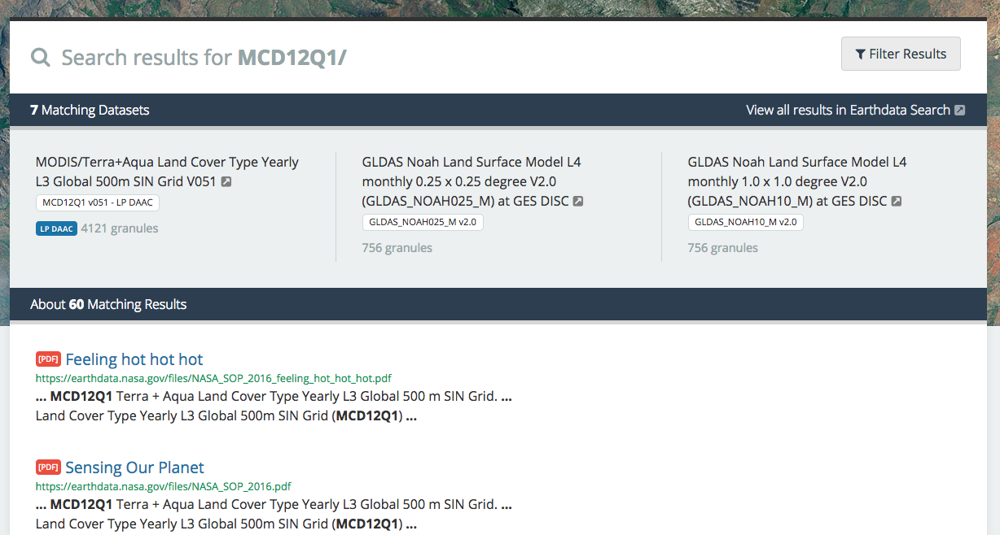 Search results for MCD12Q1/
Filter Results
7 Matching Datasets
View all results in Earthdata Search
MODIS/Terra+Aqua Land Cover Type Yearly
L3 Global 500m SIN Grid V051
MCD12Q1 v051 - LP DAAC
LP DAAC 4121 granules
GLDAS Noah Land Surface Model L4
monthly 0.25 x 0.25 degree V2.0
(GLDAS_NOAH025_M) at GES DISC
GLDAS_NOAH025_M v2.0
756 granules
GLDAS Noah Land Surface Model L4
monthly 1.0 x 1.0 degree V2.0
(GLDAS_NOAH10_M) at GES DISC
GLDAS_NOAH10_M v2.0
756 granules
About 60 Matching Results
[PDF] Feeling hot hot hot
https://earthdata.nasa.gov/files/NASA_SOP_2016_feeling_hot_hot_hot.pdf
... MCD12Q1 Terra + Aqua Land Cover Type Yearly L3 Global 500 m SIN Grid. ...
Land Cover Type Yearly L3 Global 500m SIN Grid (MCD12Q1) ...
[PDF] Sensing Our Planet
https://earthdata.nasa.gov/files/NASA_SOP_2016.pdf
... MCD12Q1 Terra + Aqua Land Cover Type Yearly L3 Global 500 m SIN Grid. ...
Land Cover Type Yearly L3 Global 500m SIN Grid (MCD12Q1) ...